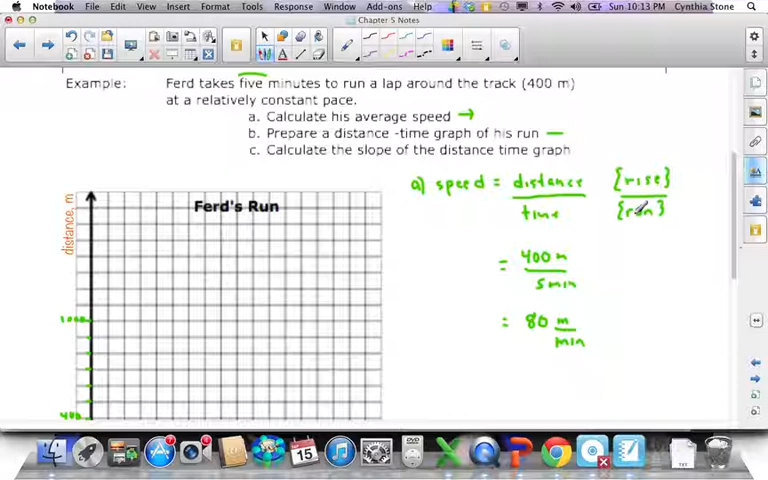 Notebook File Edit View Insert Format Tools Response Window Add-Ons Help Sun 10:13 PM Cynthia Stone
Chapter 5 Notes
Example: Ferd takes five minutes to run a lap around the track (400 m)
at a relatively constant pace.
a. Calculate his average speed →
b. Prepare a distance -time graph of his run —
c. Calculate the slope of the distance time graph
a) speed = distance {rise}
time {run}
Ferd's Run
distance, m
= 400 m
5 min
1000
= 80 m
min
400
15
TXT